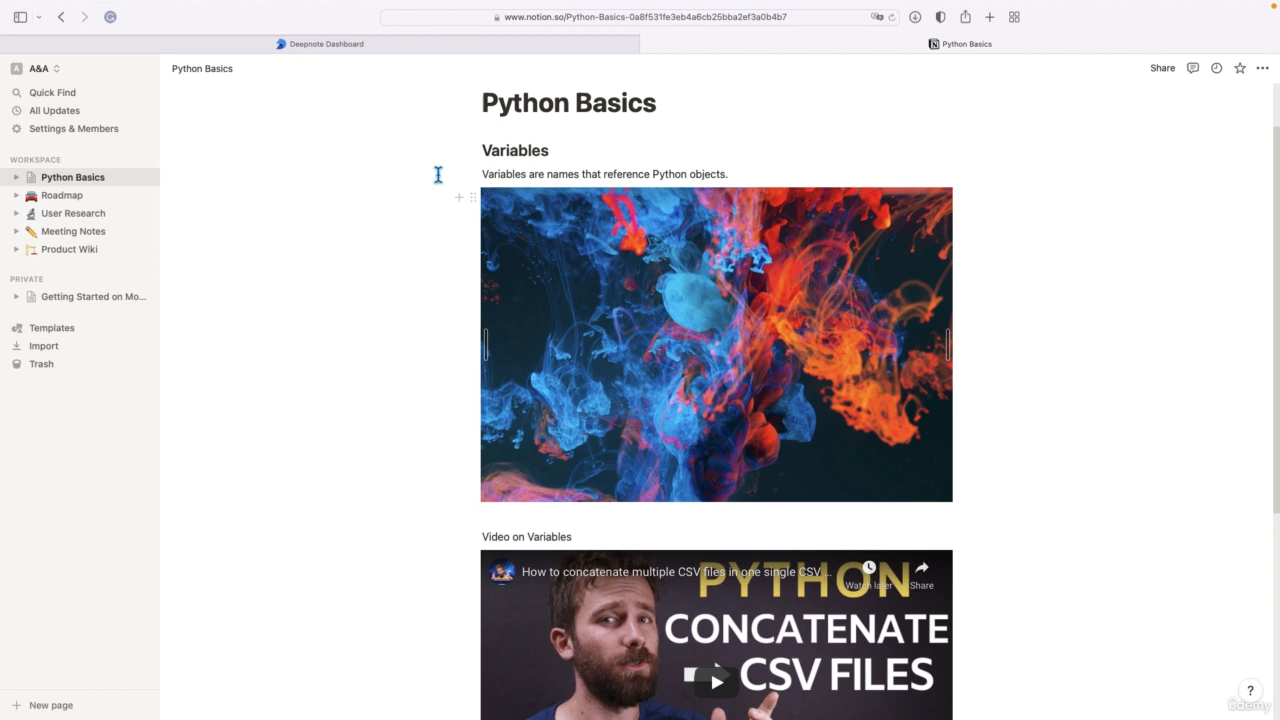 www.notion.so/Python-Basics-0a8f531fe3eb4a6cb25bba2ef3a0b4b7
Deepnote Dashboard
Python Basics
A
A&A
Python Basics
Share
Quick Find
All Updates
Settings & Members
WORKSPACE
Python Basics
Roadmap
User Research
Meeting Notes
Product Wiki
PRIVATE
Getting Started on Mo...
Templates
Import
Trash
New page
Python Basics
Variables
Variables are names that reference Python objects.
Video on Variables
How to concatenate multiple CSV files in one single CSV ...
Watch later
Share
PYTHON
CONCATENATE
CSV FILES
?
ûdemy